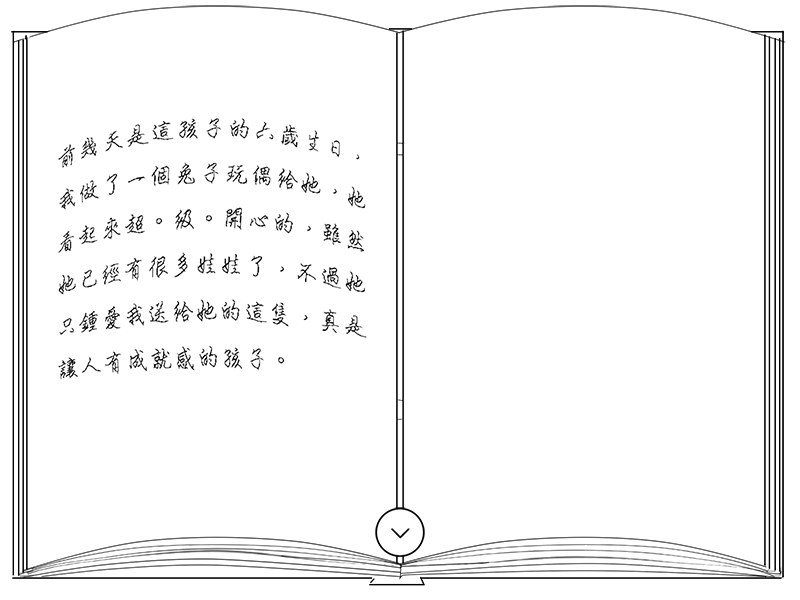 前幾天是這孩子的六歲生日，
我做了一個兔子玩偶給她，她
看起來超。級。開心的，雖然
她已經有很多娃娃了，不過她
只鍾愛我送給她的這隻，真是
讓人有成就感的孩子。